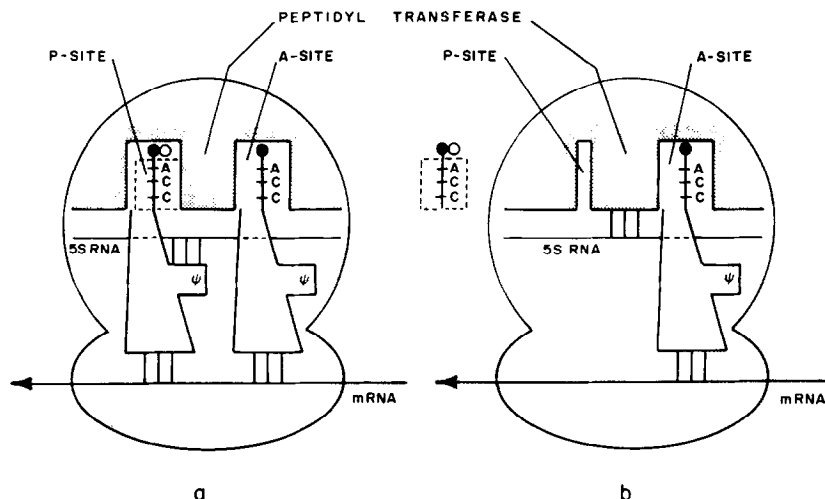 PEPTIDYL TRANSFERASE
P-SITE
A-SITE
P-SITE
A-SITE
A
C
C
A
C
C
A
C
C
A
C
C
5S RNA
5S RNA
ψ
ψ
ψ
mRNA
mRNA
a
b